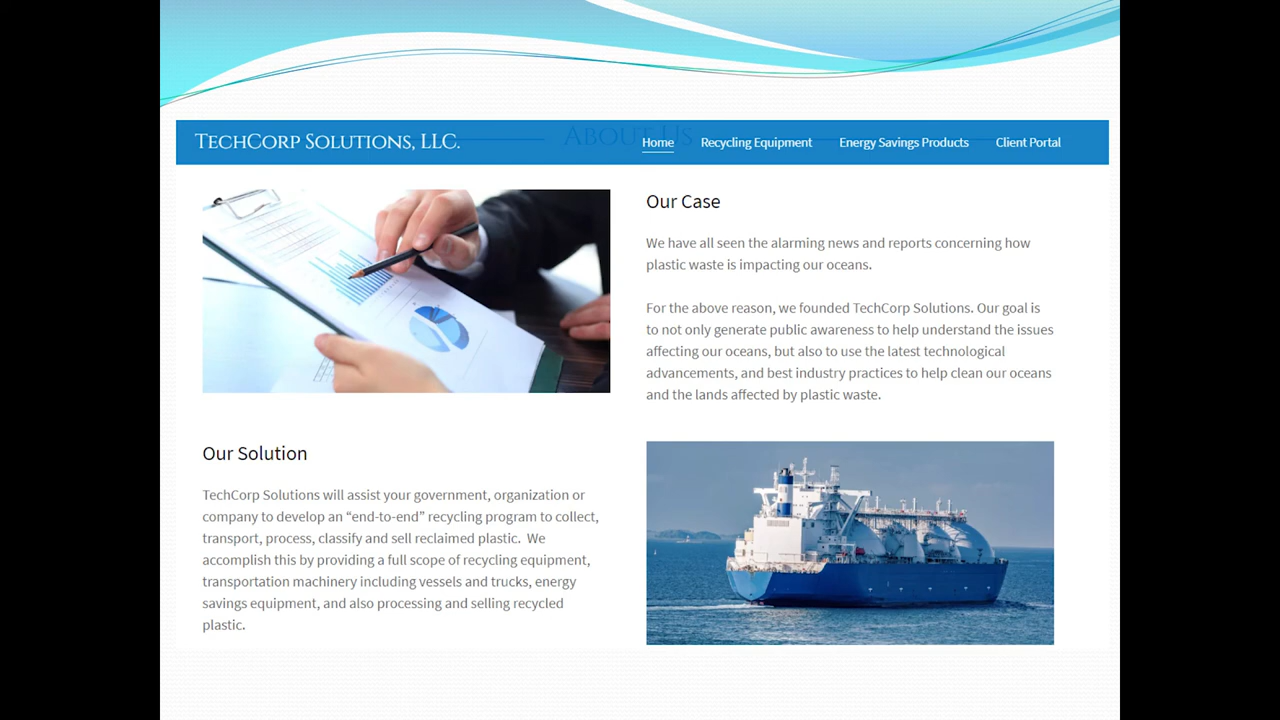 About Us
TechCorp Solutions, LLC.
Home
Recycling Equipment
Energy Savings Products
Client Portal
Our Case
We have all seen the alarming news and reports concerning how
plastic waste is impacting our oceans.
For the above reason, we founded TechCorp Solutions. Our goal is
to not only generate public awareness to help understand the issues
affecting our oceans, but also to use the latest technological
advancements, and best industry practices to help clean our oceans
and the lands affected by plastic waste.
Our Solution
TechCorp Solutions will assist your government, organization or
company to develop an “end-to-end” recycling program to collect,
transport, process, classify and sell reclaimed plastic. We
accomplish this by providing a full scope of recycling equipment,
transportation machinery including vessels and trucks, energy
savings equipment, and also processing and selling recycled
plastic.